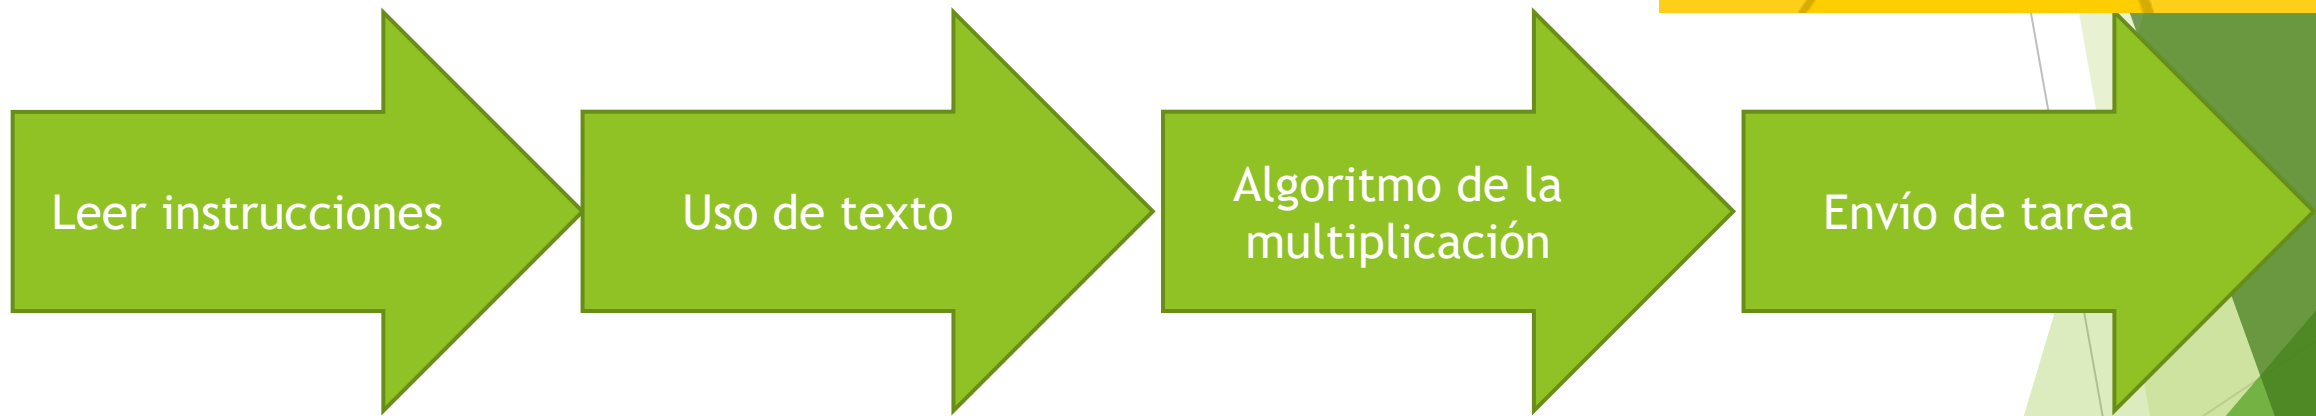 Leer instrucciones
Uso de texto
Algoritmo de la
multiplicación
Envío de tarea